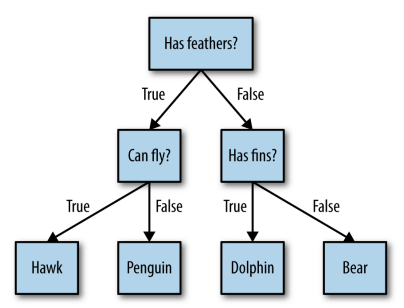 Has feathers?
True
False
Can fly?
Has fins?
True
False
True
False
Hawk
Penguin
Dolphin
Bear